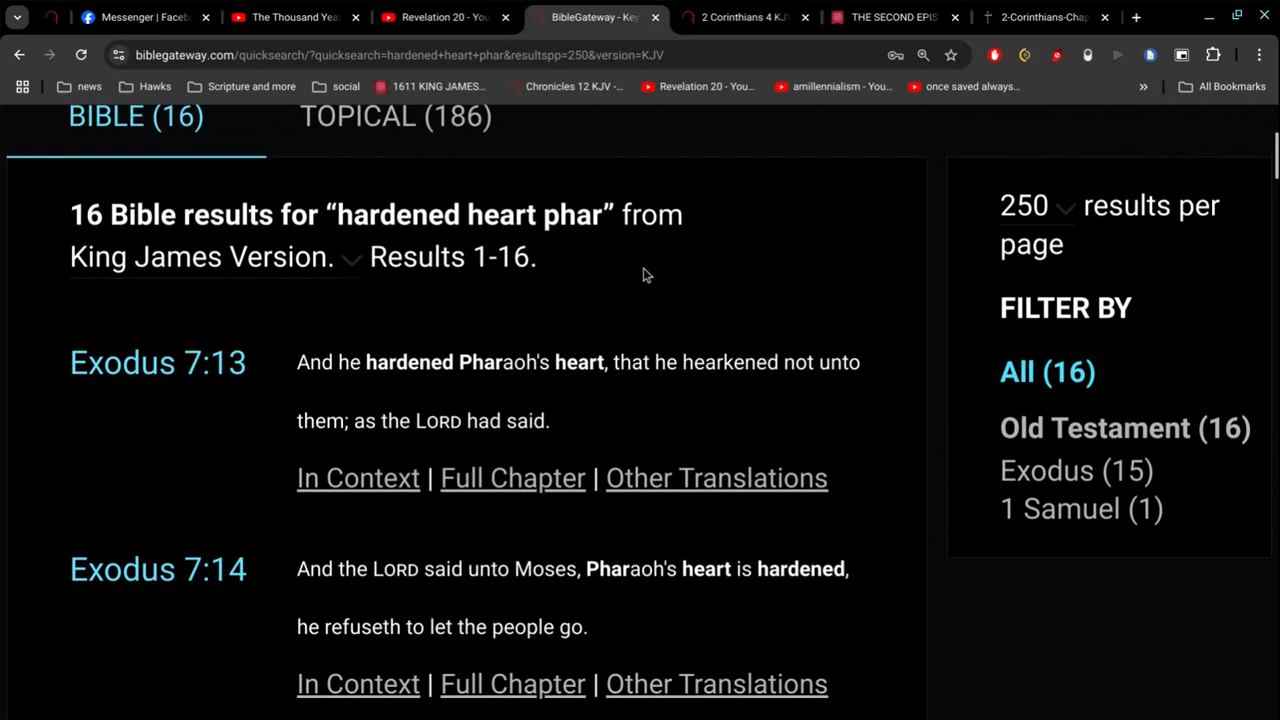 Messenger | Faceb
The Thousand Yea
Revelation 20 - You
BibleGateway - Key
2 Corinthians 4 KJV
THE SECOND EPIS
2-Corinthians-Chap
biblegateway.com/quicksearch/?quicksearch=hardened+heart+phar&resultspp=250&version=KJV
news
Hawks
Scripture and more
social
1611 KING JAMES...
Chronicles 12 KJV -...
Revelation 20 - You...
amillennialism - You...
once saved always...
All Bookmarks
BIBLE (16)
TOPICAL (186)
16 Bible results for “hardened heart phar” from
King James Version. Results 1-16.
Exodus 7:13
And he hardened Pharaoh's heart, that he hearkened not unto
them; as the LORD had said.
In Context | Full Chapter | Other Translations
Exodus 7:14
And the LORD said unto Moses, Pharaoh's heart is hardened,
he refuseth to let the people go.
In Context | Full Chapter | Other Translations
250 results per
page
FILTER BY
All (16)
Old Testament (16)
Exodus (15)
1 Samuel (1)